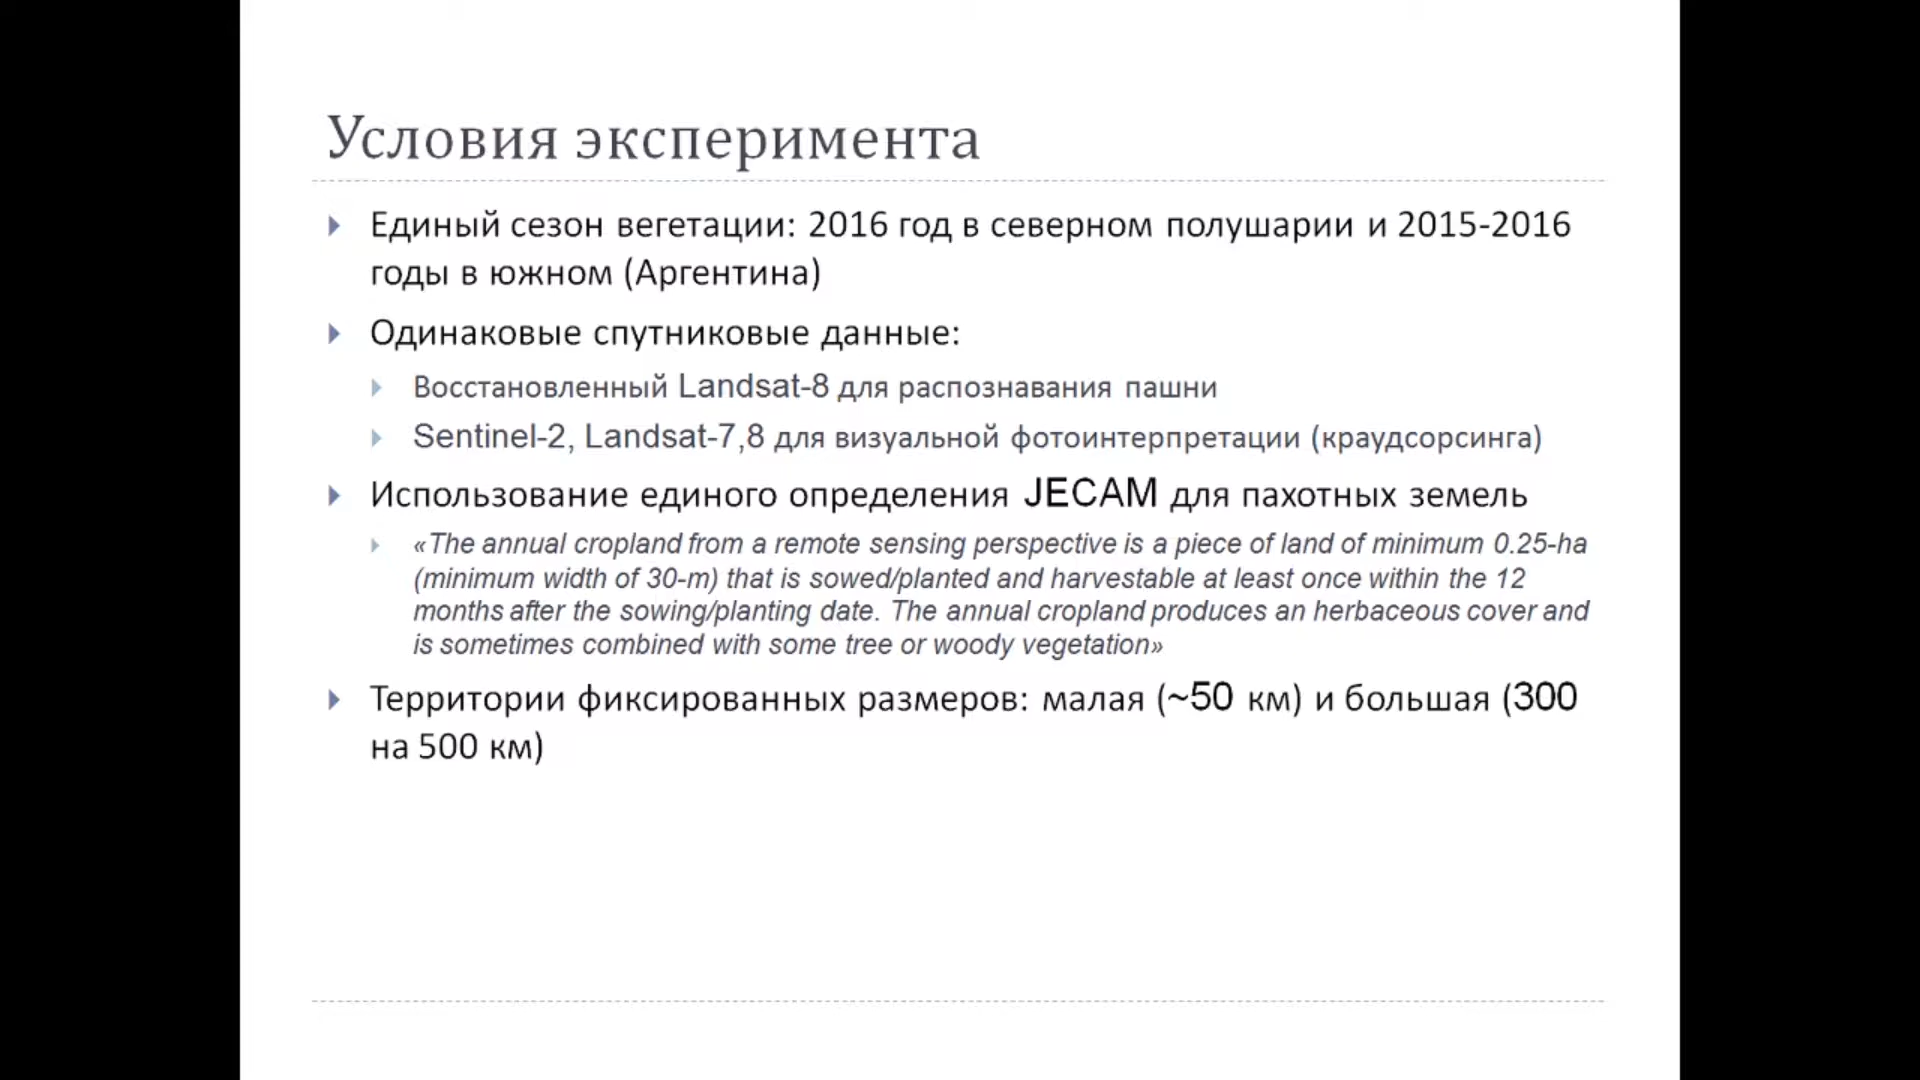 Условия эксперимента
Единый сезон вегетации: 2016 год в северном полушарии и 2015-2016
годы в южном (Аргентина)
Одинаковые спутниковые данные:
Восстановленный Landsat-8 для распознавания пашни
Sentinel-2, Landsat-7,8 для визуальной фотоинтерпретации (краудсорсинга)
Использование единого определения JECAM для пахотных земель
«The annual cropland from a remote sensing perspective is a piece of land of minimum 0.25-ha
(minimum width of 30-m) that is sowed/planted and harvestable at least once within the 12
months after the sowing/planting date. The annual cropland produces an herbaceous cover and
is sometimes combined with some tree or woody vegetation»
Территории фиксированных размеров: малая (~50 км) и большая (300
на 500 км)